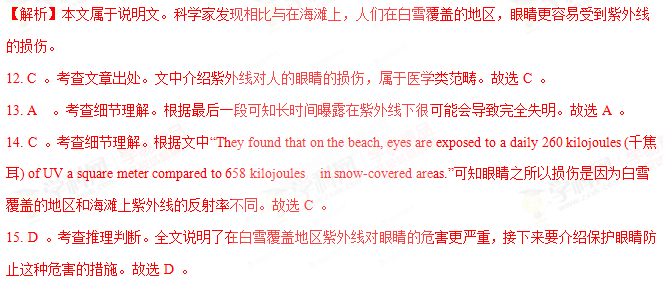 【解析】本文属于说明文。科学家发现相比与在海滩上，人们在白雪覆盖的地区，眼睛更容易受到紫外线
的损伤。
12. C 。考查文章出处。文中介绍紫外线对人的眼睛的损伤，属于医学类范畴。故选 C 。
13. A 。考查细节理解。根据最后一段可知长时间曝露在紫外线下很可能会导致完全失明。故选 A 。
14. C 。考查细节理解。根据文中“They found that on the beach, eyes are exposed to a daily 260 kilojoules (千焦
耳) of UV a square meter compared to 658 kilojoules in snow-covered areas.”可知眼睛之所以损伤是因为白雪
覆盖的地区和海滩上紫外线的反射率不同。故选 C 。
15. D 。考查推理判断。全文说明了在白雪覆盖地区紫外线对眼睛的危害更严重，接下来要介绍保护眼睛防
止这种危害的措施。故选 D 。